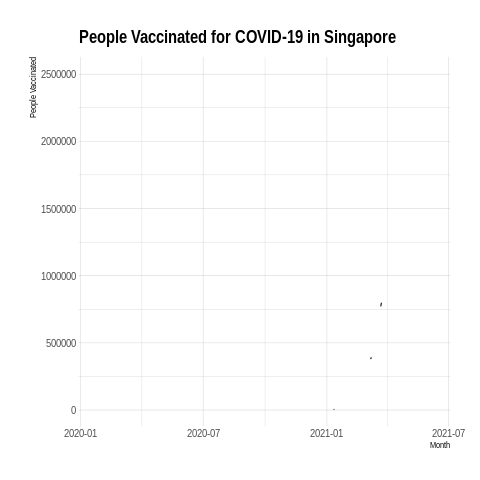 People Vaccinated for COVID-19 in Singapore
People Vaccinated
2500000
2000000
1500000
1000000
500000
0
2020-01 2020-07 2021-01 2021-07
Month